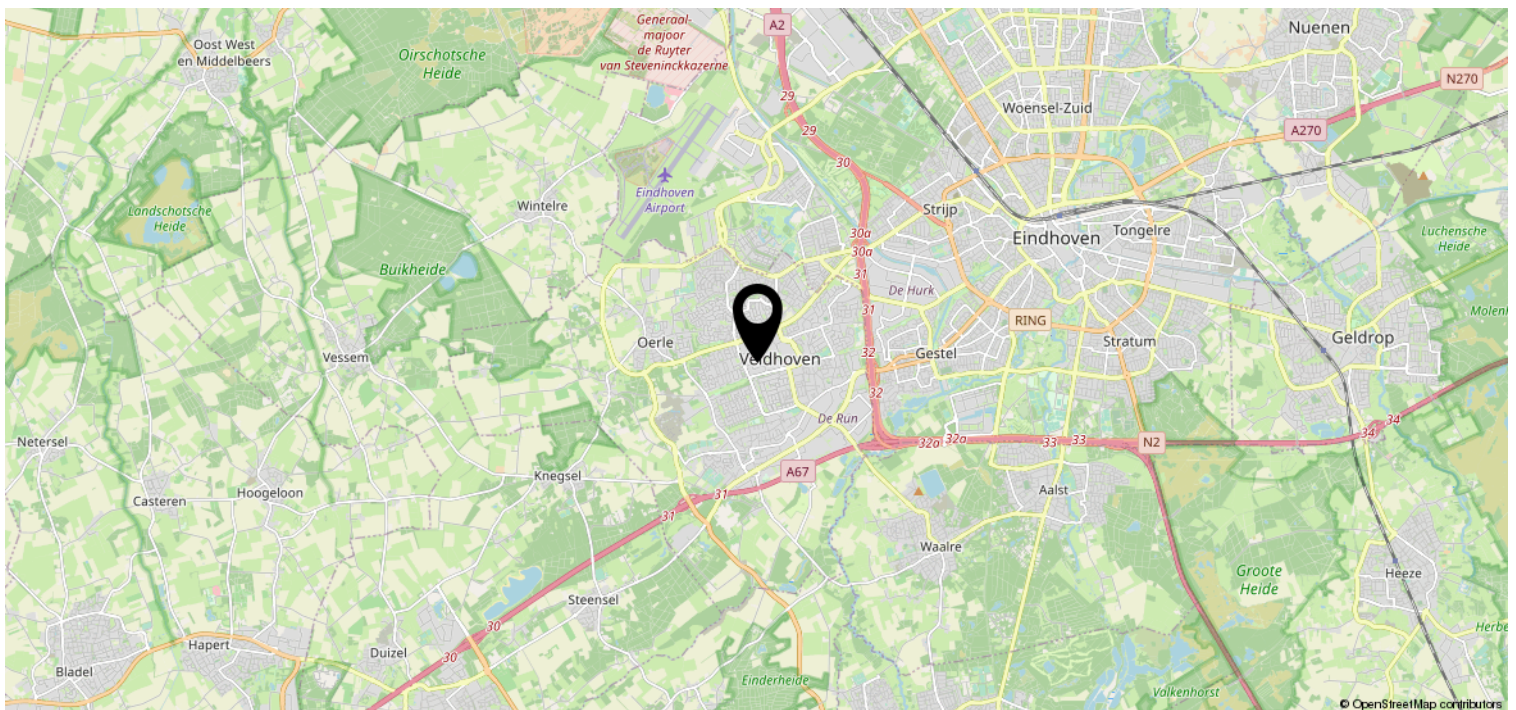 Generaal-
majoor
de Ruyter
van Steveninckkazerne
A2
Nuenen
Oost West
en Middelbeers
Oirschotsche
Heide
N270
29
Woensel-Zuid
29
A270
30
Eindhoven
Airport
Landschotsche
Heide
Wintelre
Strijp
Eindhoven
Tongelre
30a
30a
Luchensche
Heide
Buikheide
31
De Hurk
31
RING
Oerle
Vessem
Veldhoven
32
Gestel
Stratum
Geldrop
32
De Run
Netersel
32a
32a
33
33
N2
34
34
Knegsel
A67
Casteren
Hoogeloon
31
31
Aalst
Waalre
Groote
Heide
Heeze
Steensel
30
30
Hapert
Duizel
Bladel
Einderheide
Valkenhorst
© OpenStreetMap contributors